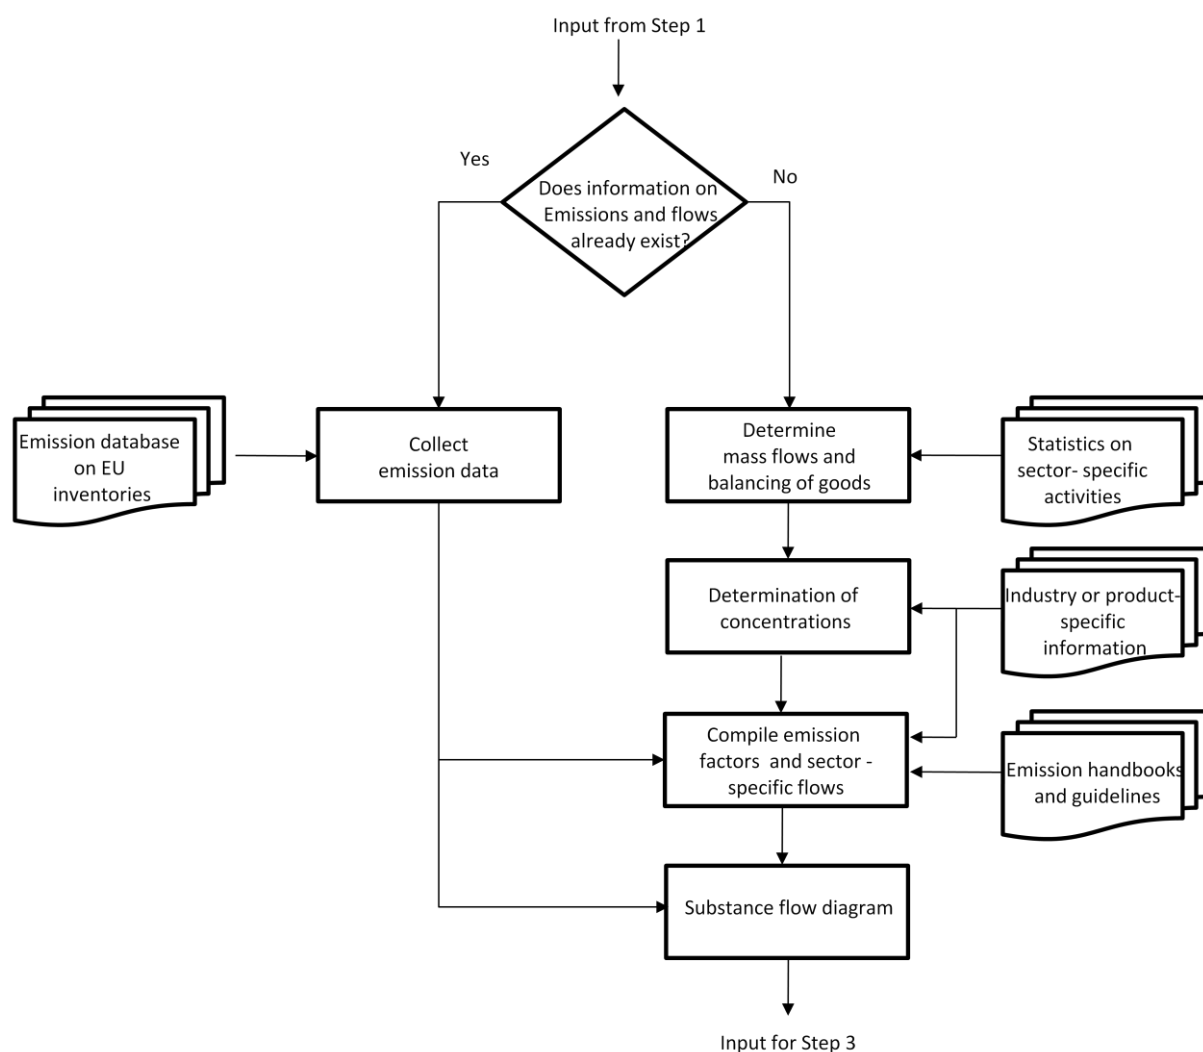 Input from Step 1
Yes
No
Does information on
Emissions and flows
already exist?
Emission database
on EU
inventories
Collect
emission data
Determine
mass flows and
balancing of goods
Statistics on
sector- specific
activities
Determination of
concentrations
Industry or product-
specific
information
Compile emission
factors and sector -
specific flows
Emission handbooks
and guidelines
Substance flow diagram
Input for Step 3